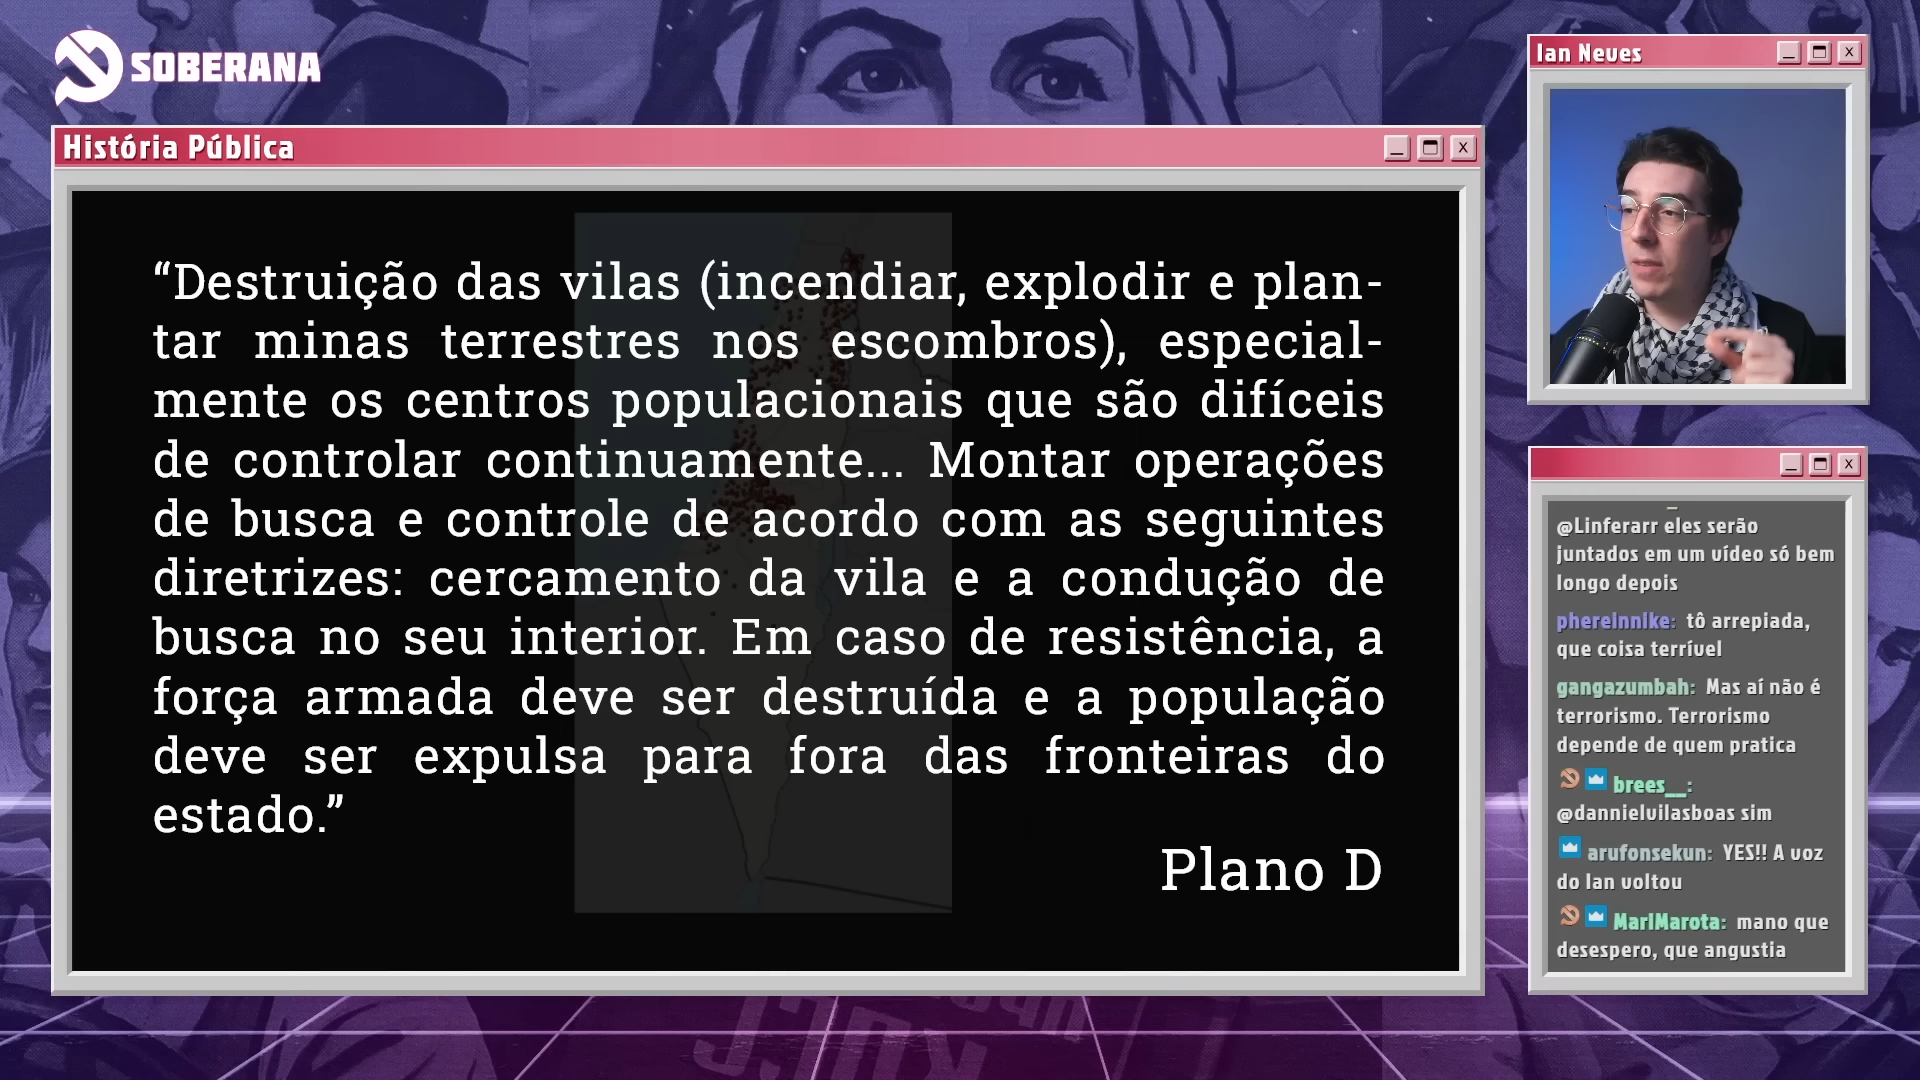 SOBERANA
História Pública
“Destruição das vilas (incendiar, explodir e plan-
tar minas terrestres nos escombros), especial-
mente os centros populacionais que são difíceis
de controlar continuamente... Montar operações
de busca e controle de acordo com as seguintes
diretrizes: cercamento da vila e a condução de
busca no seu interior. Em caso de resistência, a
força armada deve ser destruída e a população
deve ser expulsa para fora das fronteiras do
estado.”
Plano D
Ian Neves
@Linferarr eles serão
juntados em um vídeo só bem
longo depois
phereinnike: tô arrepiada,
que coisa terrível
gangazumbah: Mas aí não é
terrorismo. Terrorismo
depende de quem pratica
brees__:
@dannielvilasboas sim
arufonsekun: YES!! A voz
do Ian voltou
MarlMarota: mano que
desespero, que angustia